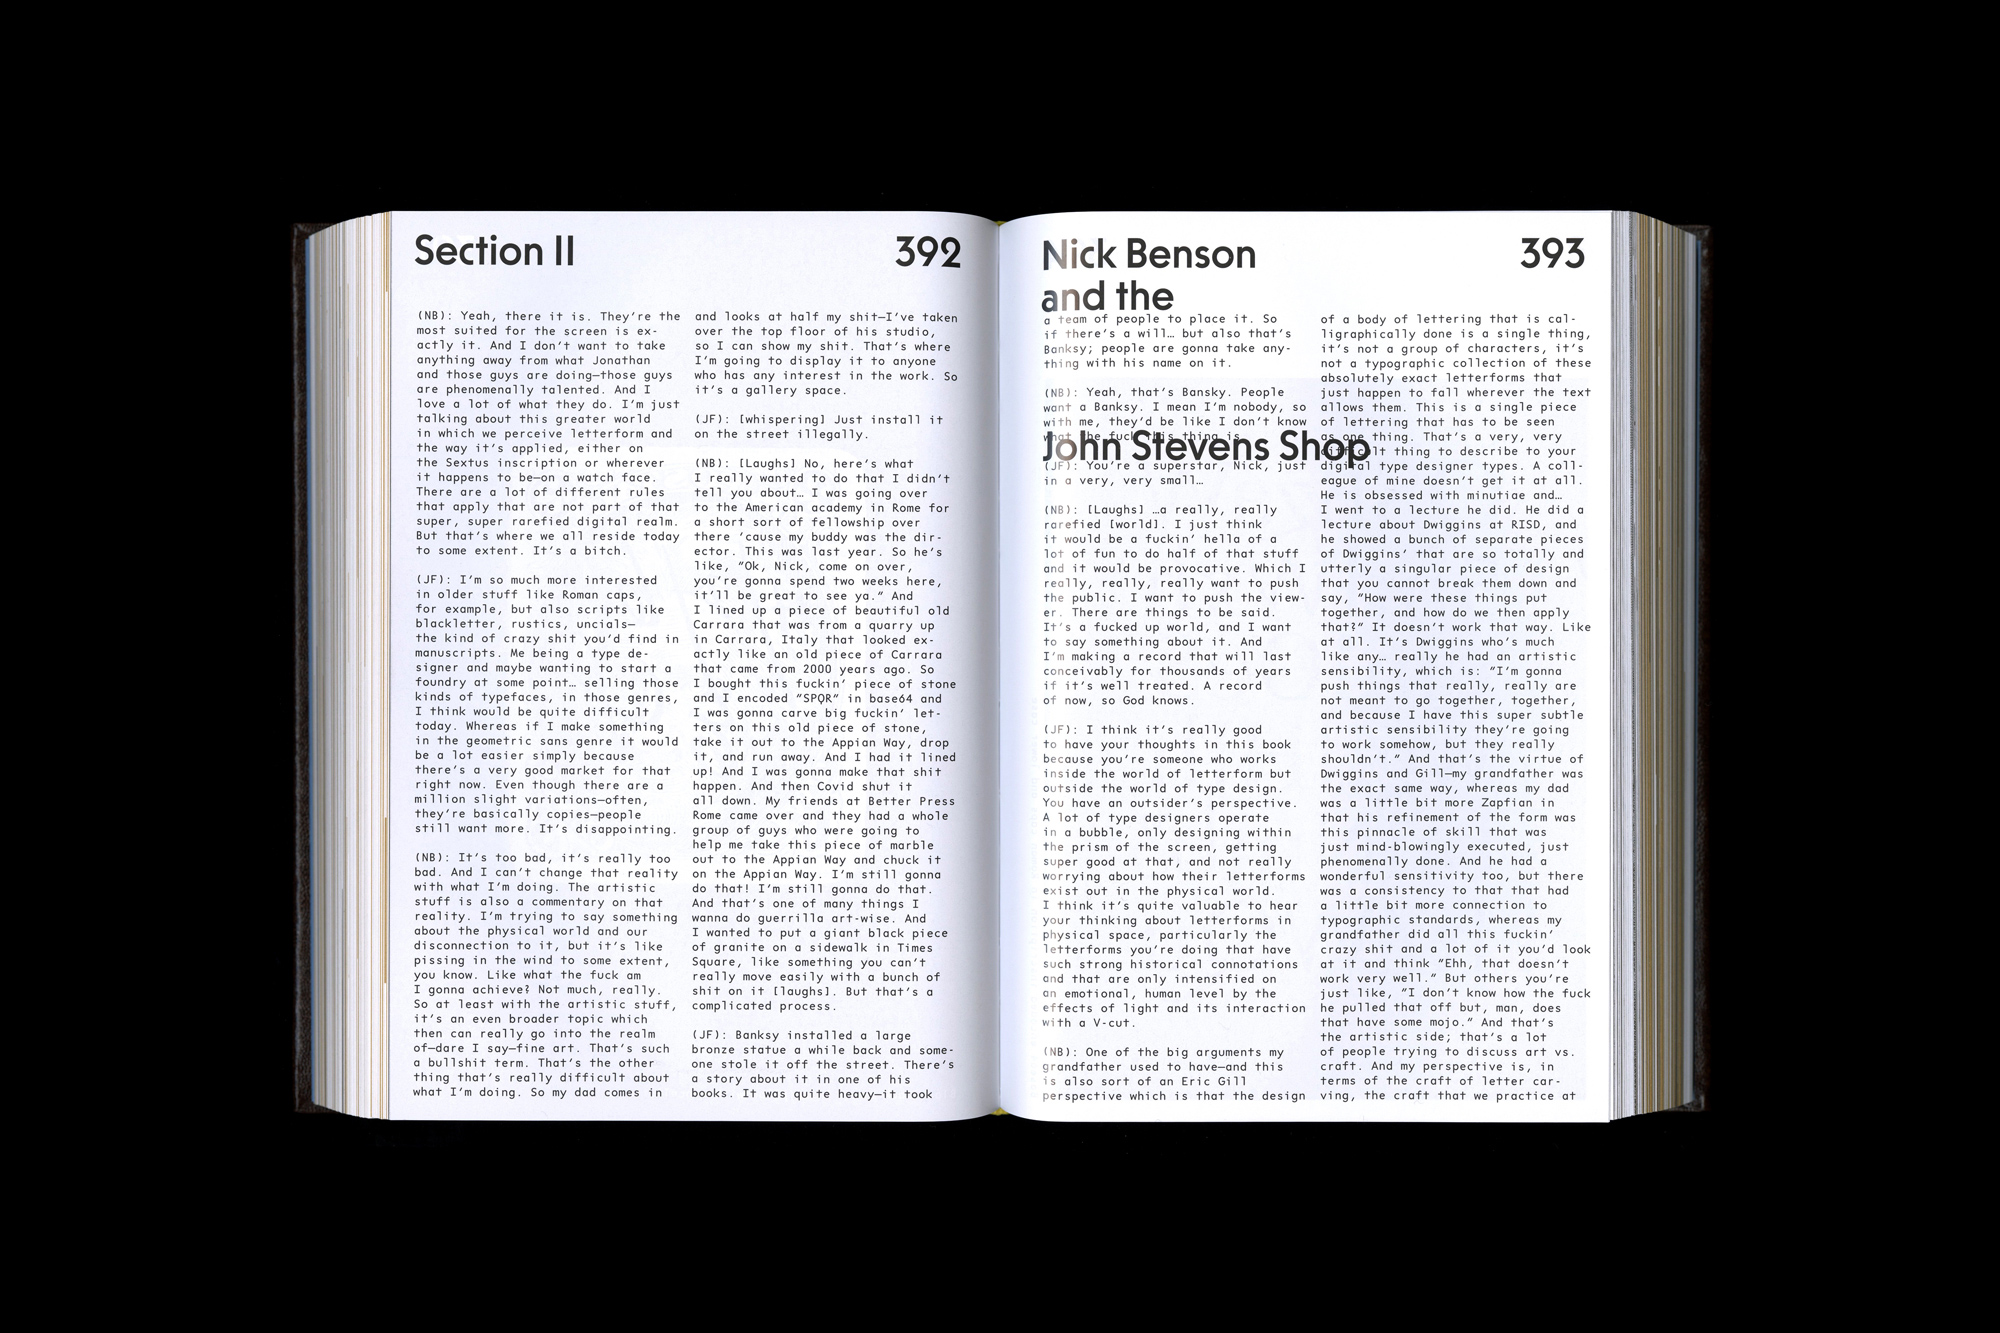 Section II
392
(NB): Yeah, there it is. They're the
most suited for the screen is ex-
actly it. And I don't want to take
anything away from what Jonathan
and those guys are doing—those guys
are phenomenally talented. And I
love a lot of what they do. I'm just
talking about this greater world
in which we perceive letterform and
the way it's applied, either on
the Sextus inscription or wherever
it happens to be—on a watch face.
There are a lot of different rules
that apply that are not part of that
super, super rarefied digital realm.
But that's where we all reside today
to some extent. It's a bitch.
(JF): I'm so much more interested
in older stuff like Roman caps,
for example, but also scripts like
blackletter, rustics, uncials—
the kind of crazy shit you'd find in
manuscripts. Me being a type de-
signer and maybe wanting to start a
foundry at some point… selling those
kinds of typefaces, in those genres,
I think would be quite difficult
today. Whereas if I make something
in the geometric sans genre it would
be a lot easier simply because
there's a very good market for that
right now. Even though there are a
million slight variations—often,
they're basically copies—people
still want more. It's disappointing.
(NB): It's too bad, it's really too
bad. And I can't change that reality
with what I'm doing. The artistic
stuff is also a commentary on that
reality. I'm trying to say something
about the physical world and our
disconnection to it, but it's like
pissing in the wind to some extent,
you know. Like what the fuck am
I gonna achieve? Not much, really.
So at least with the artistic stuff,
it's an even broader topic which
then can really go into the realm
of—dare I say—fine art. That's such
a bullshit term. That's the other
thing that's really difficult about
what I'm doing. So my dad comes in
and looks at half my shit—I've taken
over the top floor of his studio,
so I can show my shit. That's where
I'm going to display it to anyone
who has any interest in the work. So
it's a gallery space.
(JF): [whispering] Just install it
on the street illegally.
(NB): [Laughs] No, here's what
I really wanted to do that I didn't
tell you about… I was going over
to the American academy in Rome for
a short sort of fellowship over
there 'cause my buddy was the dir-
ector. This was last year. So he's
like, "Ok, Nick, come on over,
you're gonna spend two weeks here,
it'll be great to see ya." And
I lined up a piece of beautiful old
Carrara that was from a quarry up
in Carrara, Italy that looked ex-
actly like an old piece of Carrara
that came from 2000 years ago. So
I bought this fuckin' piece of stone
and I encoded "SPQR" in base64 and
I was gonna carve big fuckin' let-
ters on this old piece of stone,
take it out to the Appian Way, drop
it, and run away. And I had it lined
up! And I was gonna make that shit
happen. And then Covid shut it
all down. My friends at Better Press
Rome came over and they had a whole
group of guys who were going to
help me take this piece of marble
out to the Appian Way and chuck it
on the Appian Way. I'm still gonna
do that! I'm still gonna do that.
And that's one of many things I
wanna do guerrilla art-wise. And
I wanted to put a giant black piece
of granite on a sidewalk in Times
Square, like something you can't
really move easily with a bunch of
shit on it [laughs]. But that's a
complicated process.
(JF): Banksy installed a large
bronze statue a while back and some-
one stole it off the street. There's
a story about it in one of his
books. It was quite heavy—it took
Nick Benson
and the
John Stevens Shop
393
a team of people to place it. So
if there's a will… but also that's
Banksy; people are gonna take any-
thing with his name on it.
(NB): Yeah, that's Bansky. People
want a Banksy. I mean I'm nobody, so
with me, they'd be like I don't know
what the fuck this thing is
(JF): You're a superstar, Nick, just
in a very, very small…
(NB): [Laughs] …a really, really
rarefied [world]. I just think
it would be a fuckin' hella of a
lot of fun to do half of that stuff
and it would be provocative. Which I
really, really, really want to push
the public. I want to push the view-
er. There are things to be said.
It's a fucked up world, and I want
to say something about it. And
I'm making a record that will last
conceivably for thousands of years
if it's well treated. A record
of now, so God knows.
(JF): I think it's really good
to have your thoughts in this book
because you're someone who works
inside the world of letterform but
outside the world of type design.
You have an outsider's perspective.
A lot of type designers operate
in a bubble, only designing within
the prism of the screen, getting
super good at that, and not really
worrying about how their letterforms
exist out in the physical world.
I think it's quite valuable to hear
your thinking about letterforms in
physical space, particularly the
letterforms you're doing that have
such strong historical connotations
and that are only intensified on
an emotional, human level by the
effects of light and its interaction
with a V-cut.
(NB): One of the big arguments my
grandfather used to have—and this
is also sort of an Eric Gill
perspective which is that the design
of a body of lettering that is cal-
ligraphically done is a single thing,
it's not a group of characters, it's
not a typographic collection of these
absolutely exact letterforms that
just happen to fall wherever the text
allows them. This is a single piece
of lettering that has to be seen
as one thing. That's a very, very
difficult thing to describe to your
digital type designer types. A coll-
eague of mine doesn't get it at all.
He is obsessed with minutiae and…
I went to a lecture he did. He did a
lecture about Dwiggins at RISD, and
he showed a bunch of separate pieces
of Dwiggins' that are so totally and
utterly a singular piece of design
that you cannot break them down and
say, "How were these things put
together, and how do we then apply
that?" It doesn't work that way. Like
at all. It's Dwiggins who's much
like any… really he had an artistic
sensibility, which is: "I'm gonna
push things that really, really are
not meant to go together, together,
and because I have this super subtle
artistic sensibility they're going
to work somehow, but they really
shouldn't." And that's the virtue of
Dwiggins and Gill—my grandfather was
the exact same way, whereas my dad
was a little bit more Zapfian in
that his refinement of the form was
this pinnacle of skill that was
just mind-blowingly executed, just
phenomenally done. And he had a
wonderful sensitivity too, but there
was a consistency to that that had
a little bit more connection to
typographic standards, whereas my
grandfather did all this fuckin'
crazy shit and a lot of it you'd look
at it and think "Ehh, that doesn't
work very well." But others you're
just like, "I don't know how the fuck
he pulled that off but, man, does
that have some mojo." And that's
the artistic side; that's a lot
of people trying to discuss art vs.
craft. And my perspective is, in
terms of the craft of letter car-
ving, the craft that we practice at